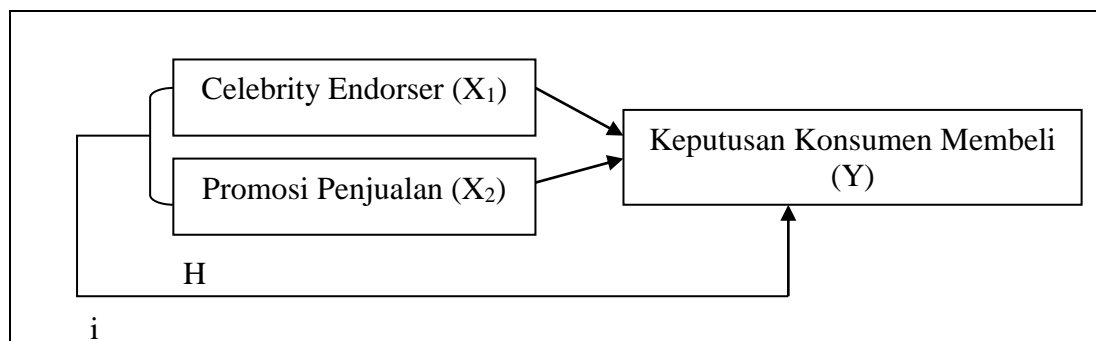 Celebrity Endorser (X₁)
Keputusan Konsumen Membeli
(Y)
Promosi Penjualan (X₂)
H
i